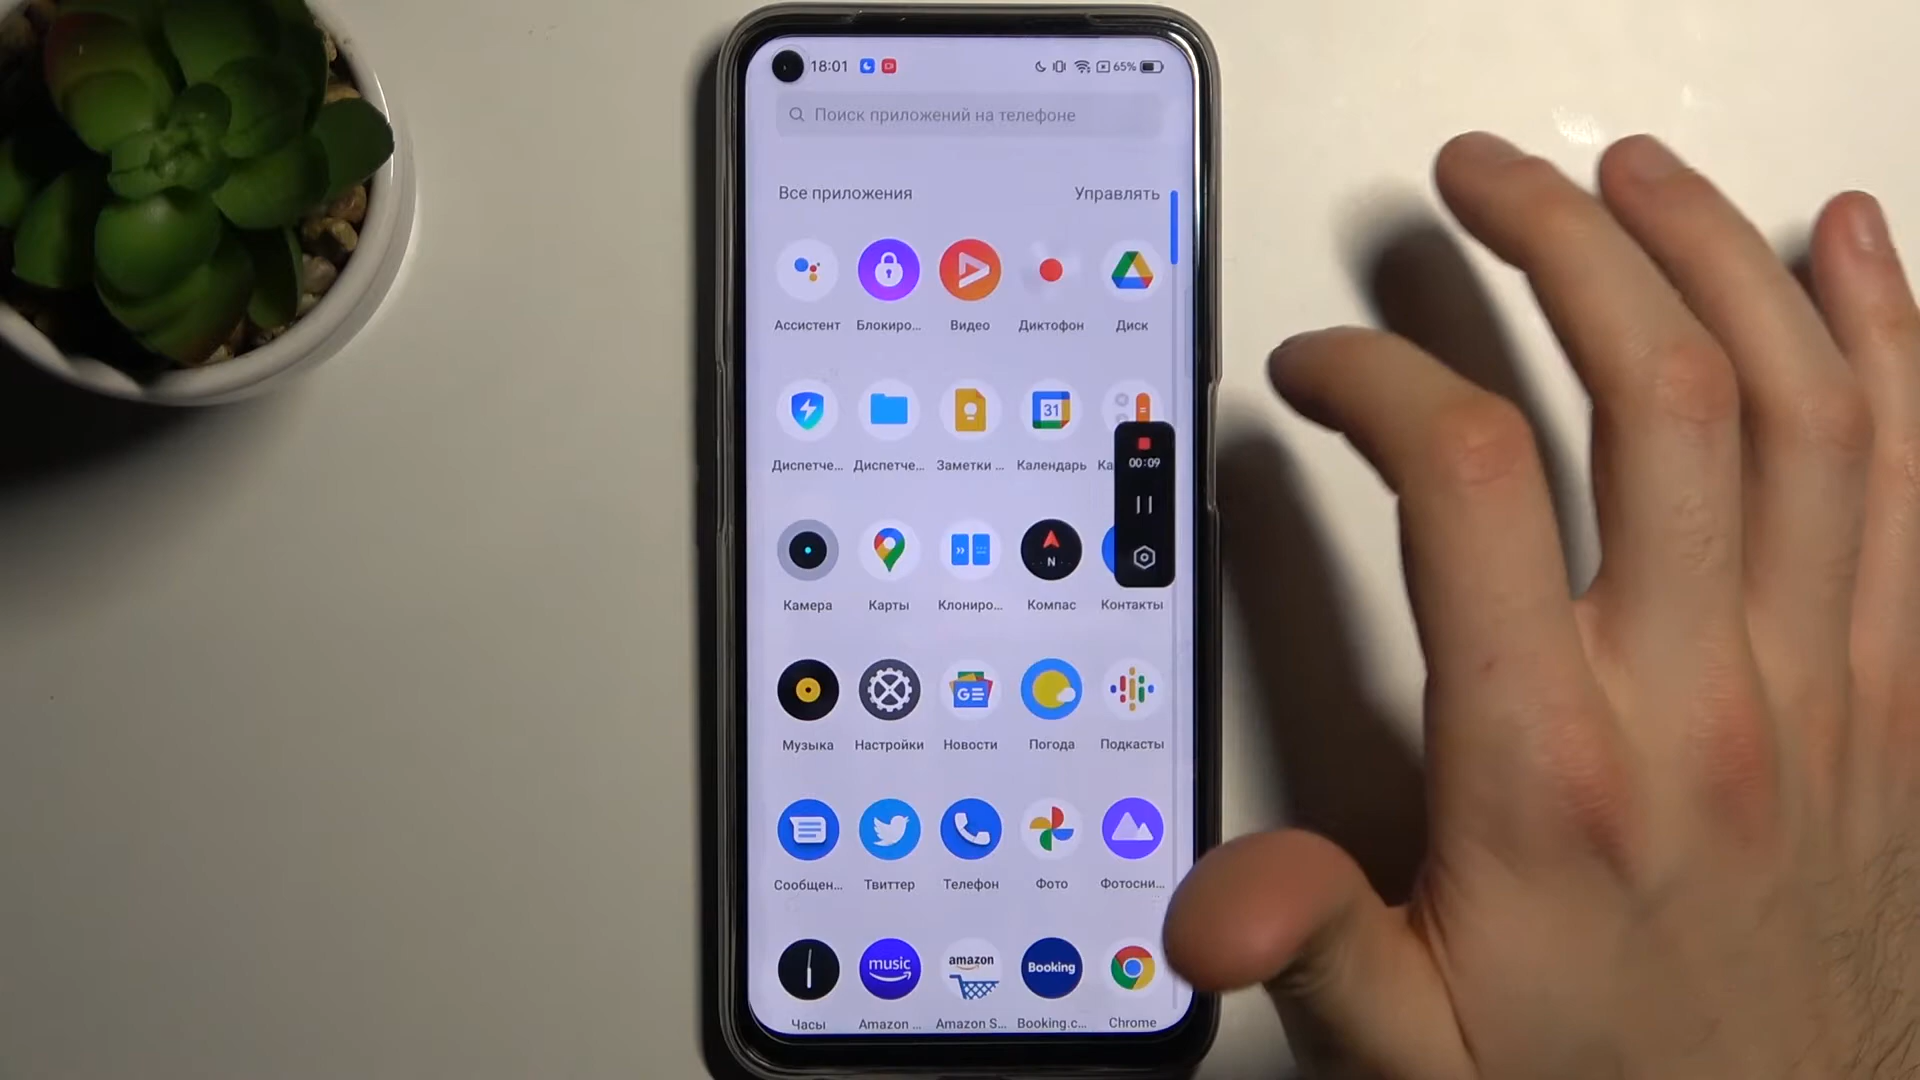 18:01 65%
Поиск приложений на телефоне
Все приложения Управлять
Ассистент Блокиро... Видео Диктофон Диск
31
Диспетче... Диспетче... Заметки ... Календарь Ка
00:09
N
Камера Карты Клониро... Компас Контакты
GE
Музыка Настройки Новости Погода Подкасты
Сообщен... Твиттер Телефон Фото Фотосни...
music amazon Booking
Часы Amazon ... Amazon S... Booking.c... Chrome